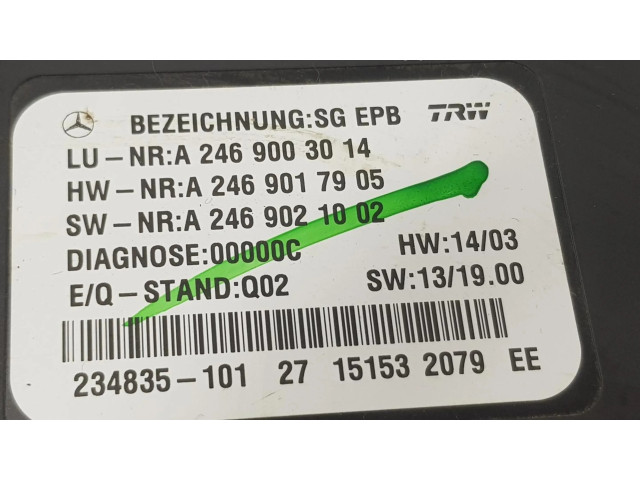 BEZEICHNUNG:SG EPB TRW
LU-NR:A 246 900 30 14
HW-NR:A 246 901 79 05
SW-NR:A 246 902 10 02
DIAGNOSE:00000C HW:14/03
E/Q-STAND:Q02 SW:13/19.00
234835-101 27 15153 2079 EE